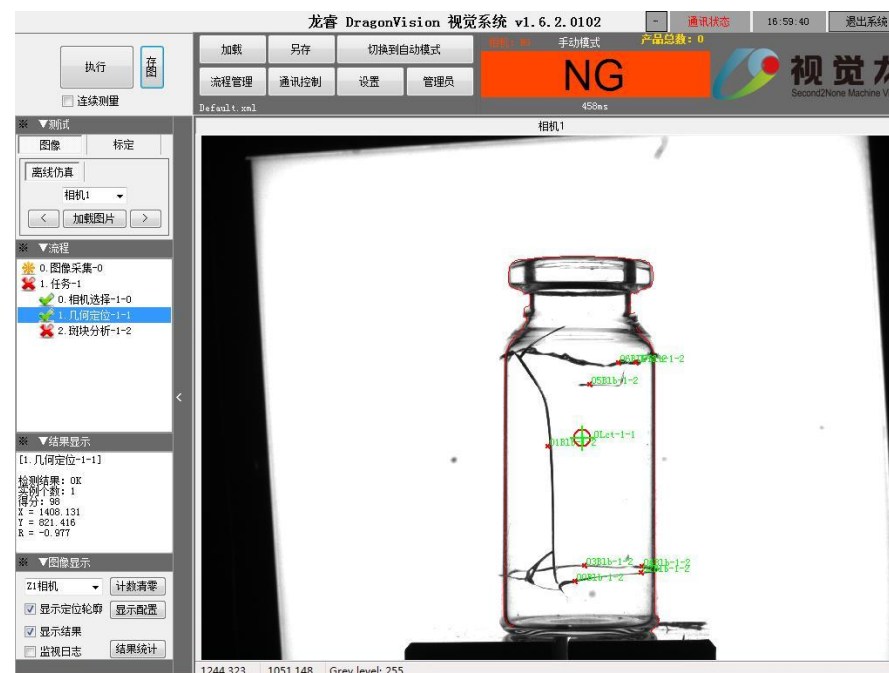 龙睿 DragonVision 视觉系统 v1.6.2.0102
-
通讯状态
16:59:40
退出系统
执行
存图
连续测量
加载
另存
切换到自动模式
流程管理
通讯控制
设置
管理员
Default.xml
手动模式
产品总数: 0
NG
458ms
视觉龙
Second2None Machine Vi
※ ▼测试
图像
标定
离线仿真
相机1
<
加载图片
>
※ ▼流程
0.图像采集-0
1.任务-1
0.相机选择-1-0
1.几何定位-1-1
2.斑块分析-1-2
※ ▼结果显示
[1.几何定位-1-1]
检测结果: OK
实例个数: 1
得分: 98
X = 1408.131
Y = 821.416
R = -0.977
※ ▼图像显示
Z1相机
计数清零
显示定位轮廓
显示配置
显示结果
监视日志
结果统计
相机1
05Blb-1-2
0Lct-1-1
03Blb-1-2
00Blb-1-2
1244.323
1051.148
Grey level: 255